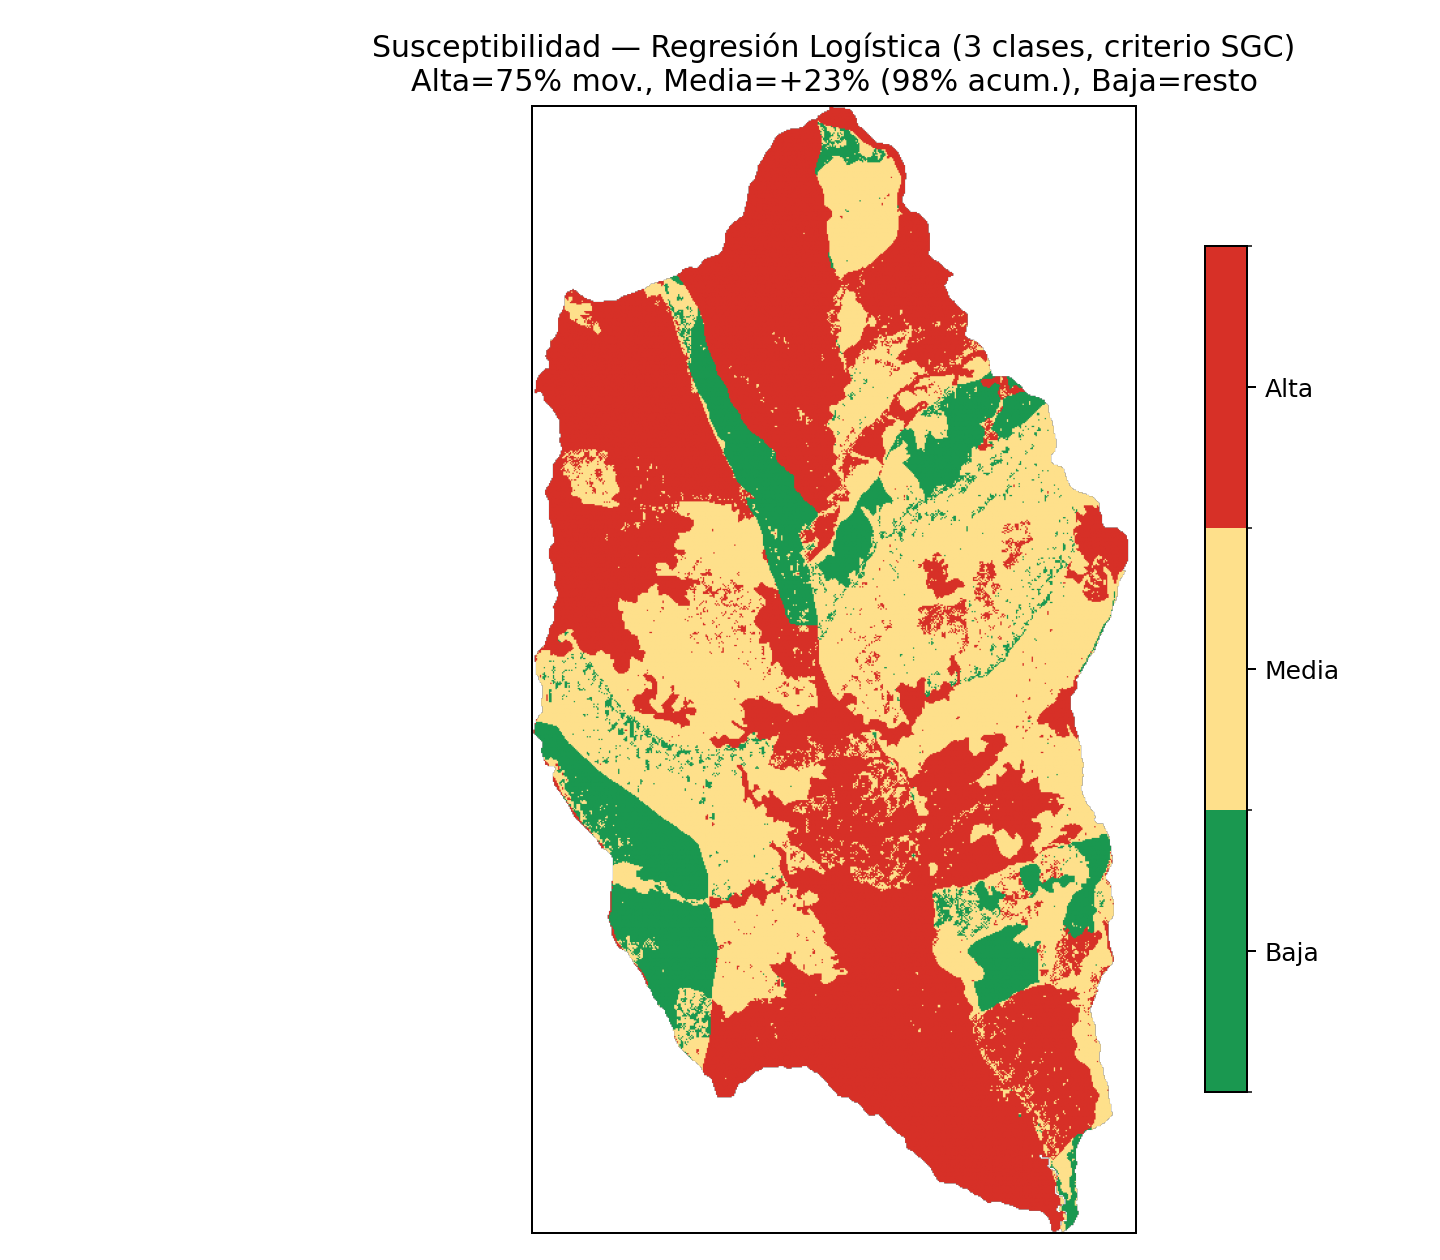 Susceptibilidad — Regresión Logística (3 clases, criterio SGC)
Alta=75% mov., Media=+23% (98% acum.), Baja=resto
Alta
Media
Baja